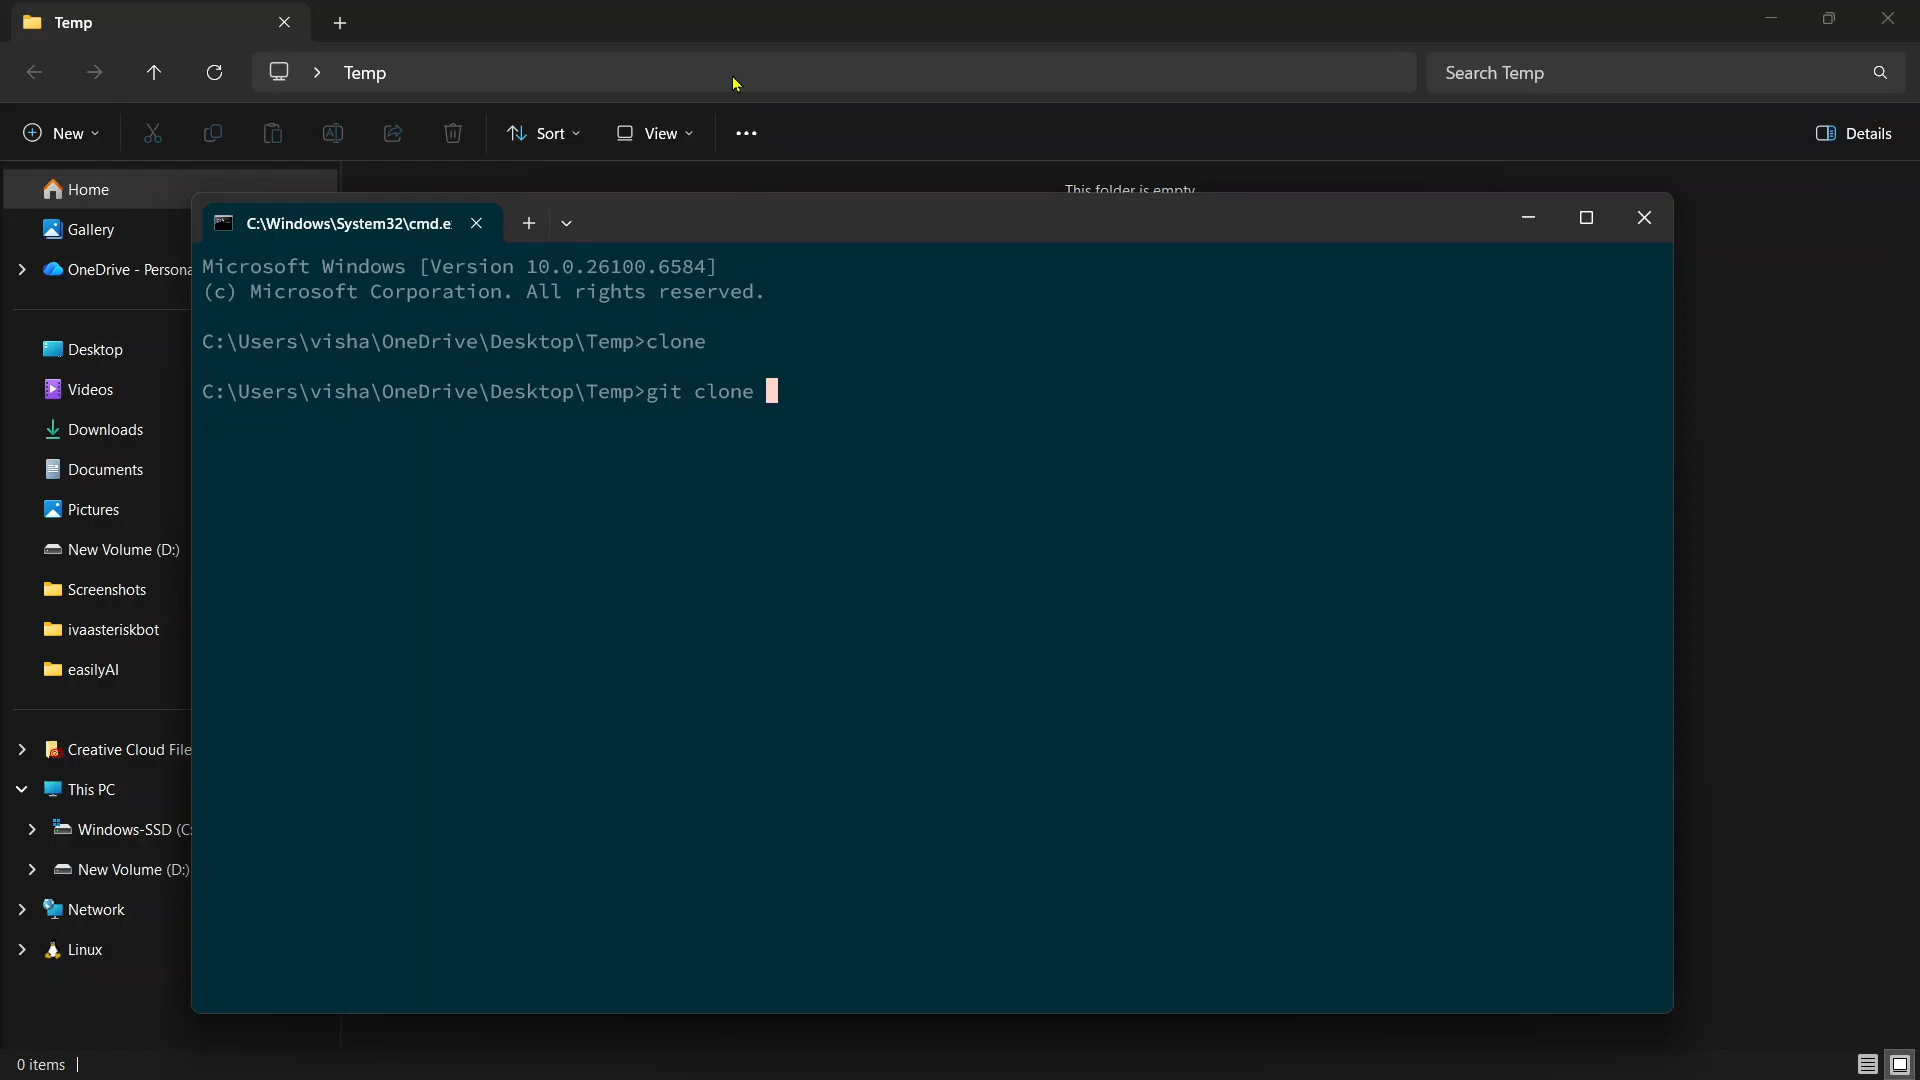 Temp
Temp
Search Temp
New
Sort
View
Details
Home
This folder is empty
Gallery
OneDrive - Persona
Desktop
Videos
Downloads
Documents
Pictures
New Volume (D:)
Screenshots
ivaasteriskbot
easilyAI
Creative Cloud File
This PC
Windows-SSD (C:
New Volume (D:)
Network
Linux
C:\Windows\System32\cmd.e
Microsoft Windows [Version 10.0.26100.6584]
(c) Microsoft Corporation. All rights reserved.
C:\Users\visha\OneDrive\Desktop\Temp>clone
C:\Users\visha\OneDrive\Desktop\Temp>git clone
0 items